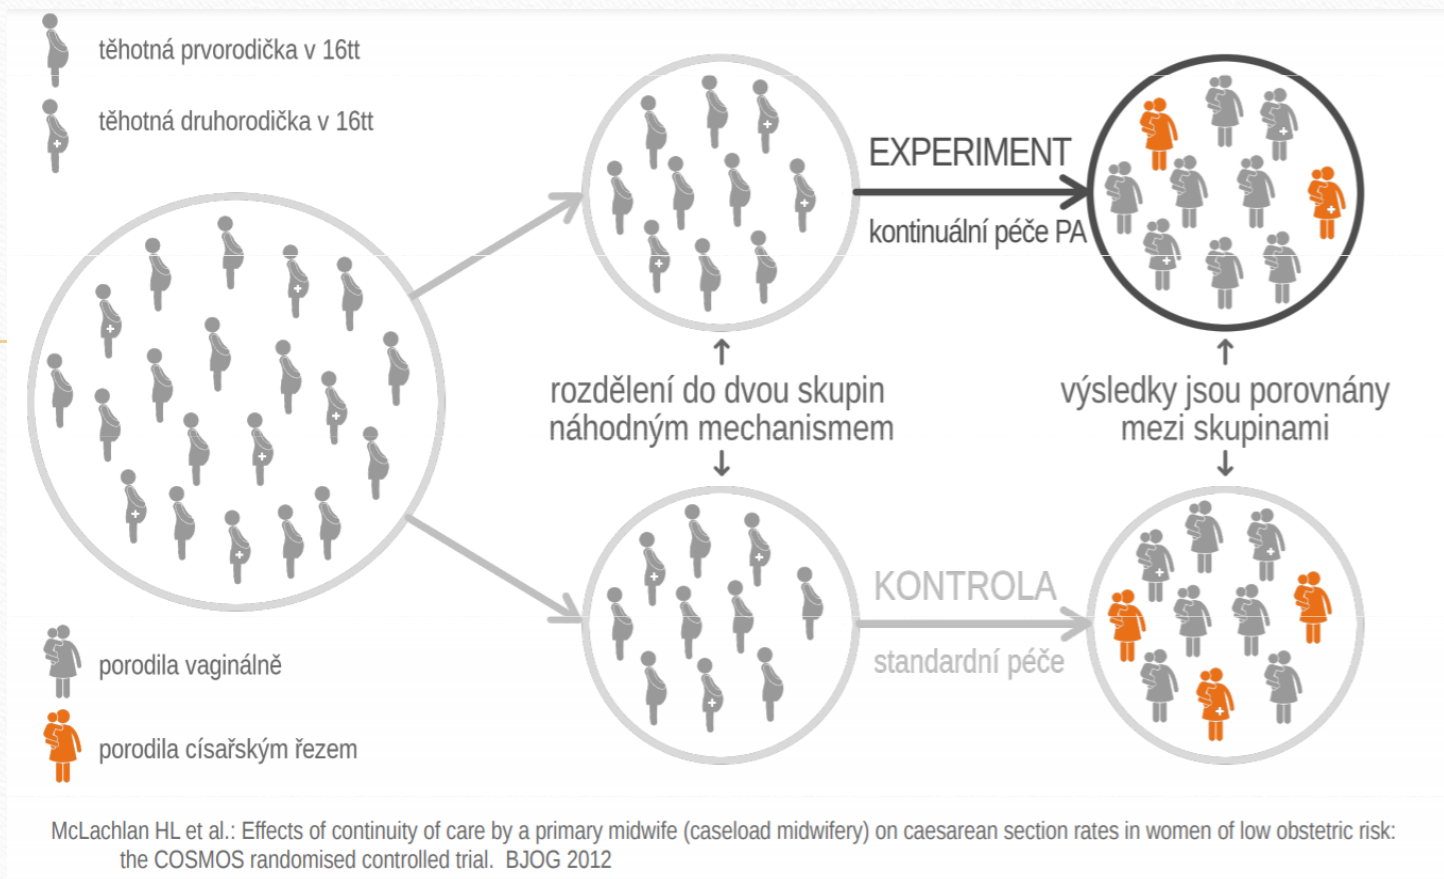 těhotná prvorodička v 16tt
těhotná druhorodička v 16tt
EXPERIMENT
kontinuální péče PA
rozdělení do dvou skupin
náhodným mechanismem
výsledky jsou porovnány
mezi skupinami
KONTROLA
standardní péče
porodila vaginálně
porodila císařským řezem
McLachlan HL et al.: Effects of continuity of care by a primary midwife (caseload midwifery) on caesarean section rates in women of low obstetric risk:
the COSMOS randomised controlled trial. BJOG 2012